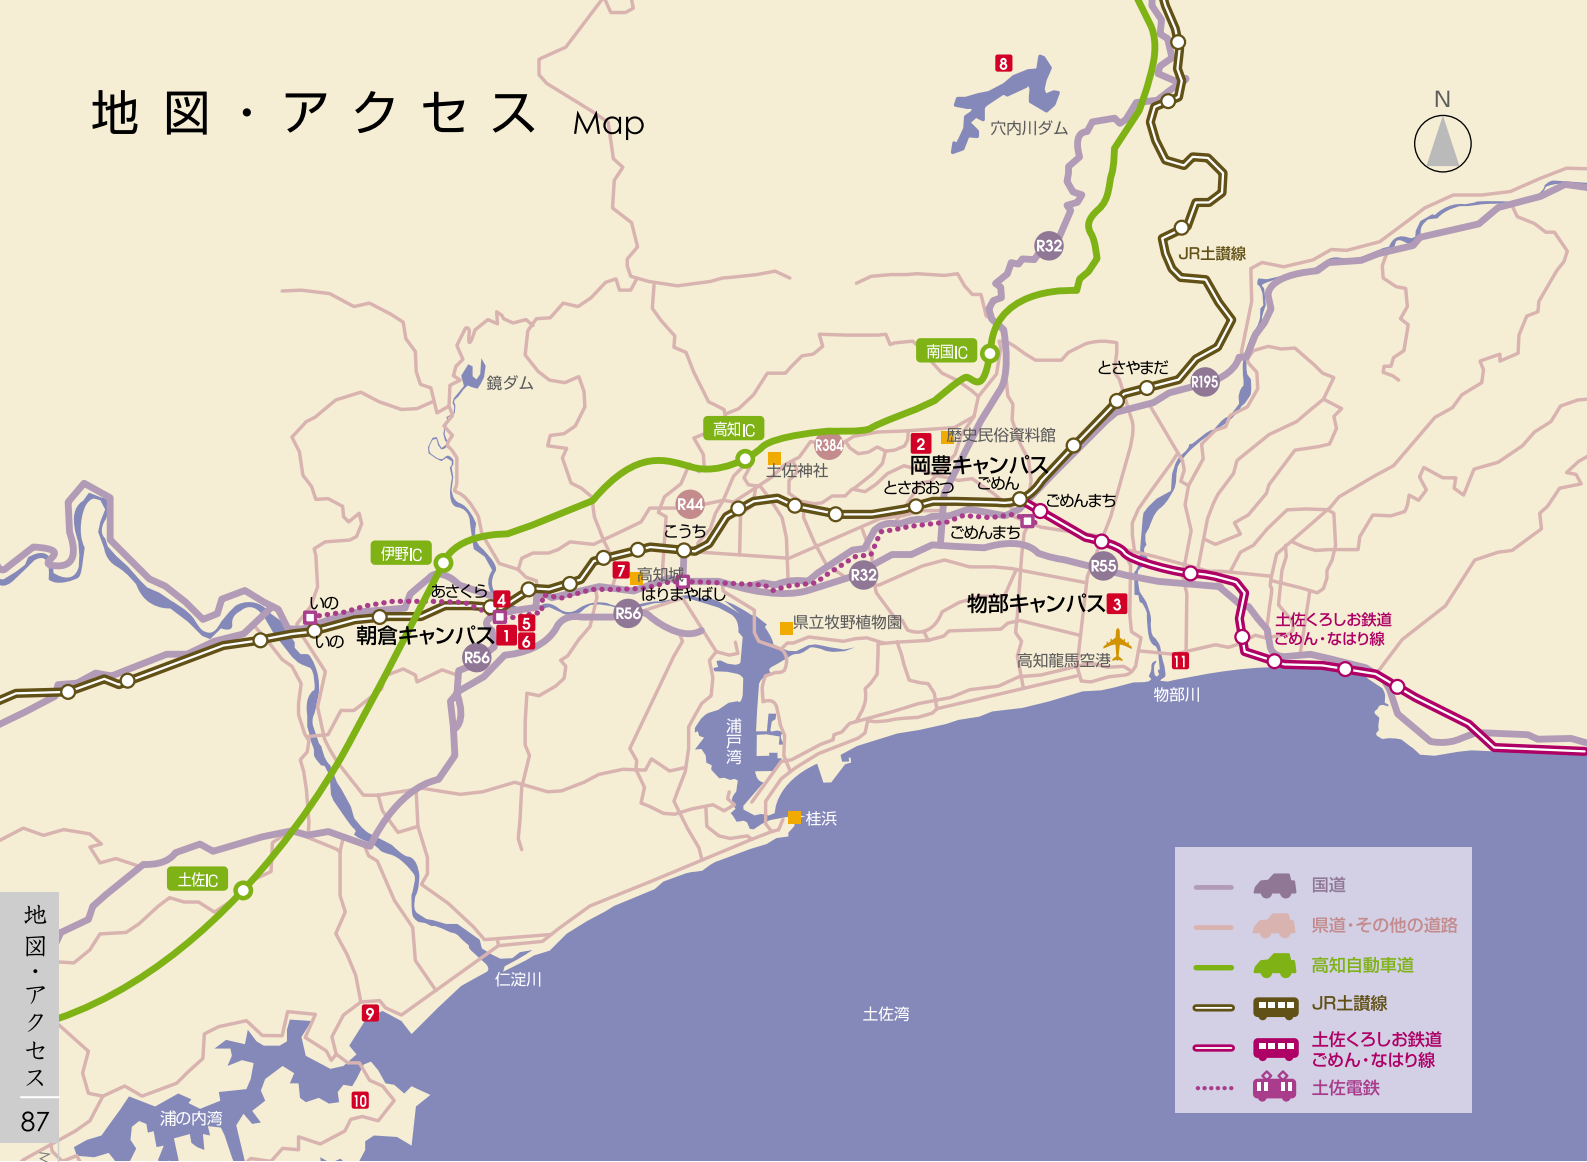 地図・アクセス Map
N
8
穴内川ダム
R32
JR土讃線
南国IC
とさやまだ
R195
鏡ダム
高知IC
R384
2
歴史民俗資料館
土佐神社
岡豊キャンパス
ごめん
とさおおつ
ごめんまち
R44
こうち
ごめんまち
伊野IC
7
高知城
R32
R55
あさくら
4
はりまやばし
いの
R56
物部キャンパス
3
県立牧野植物園
土佐くろしお鉄道
ごめん・なはり線
いの
朝倉キャンパス
1
5
6
R56
高知龍馬空港
11
物部川
浦戸湾
桂浜
土佐IC
仁淀川
土佐湾
9
10
浦の内湾
国道
県道・その他の道路
高知自動車道
JR土讃線
土佐くろしお鉄道
ごめん・なはり線
土佐電鉄
地図・アクセス
87